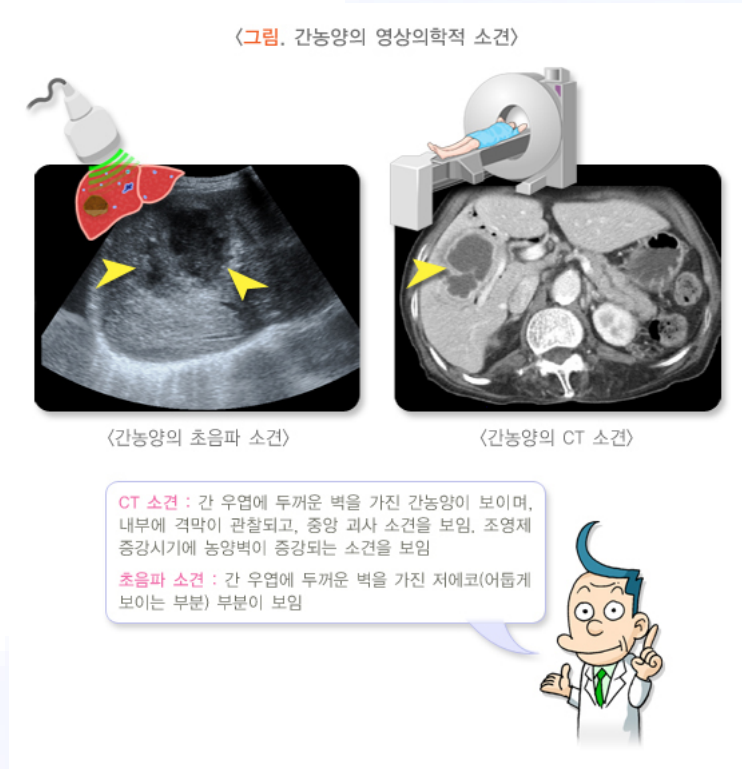 <그림. 간농양의 영상의학적 소견>
<간농양의 초음파 소견>
<간농양의 CT 소견>
CT 소견 : 간 우엽에 두꺼운 벽을 가진 간농양이 보이며,
내부에 격막이 관찰되고, 중앙 괴사 소견을 보임. 조영제
증강시기에 농양벽이 증강되는 소견을 보임
초음파 소견 : 간 우엽에 두꺼운 벽을 가진 저에코(어둡게
보이는 부분) 부분이 보임